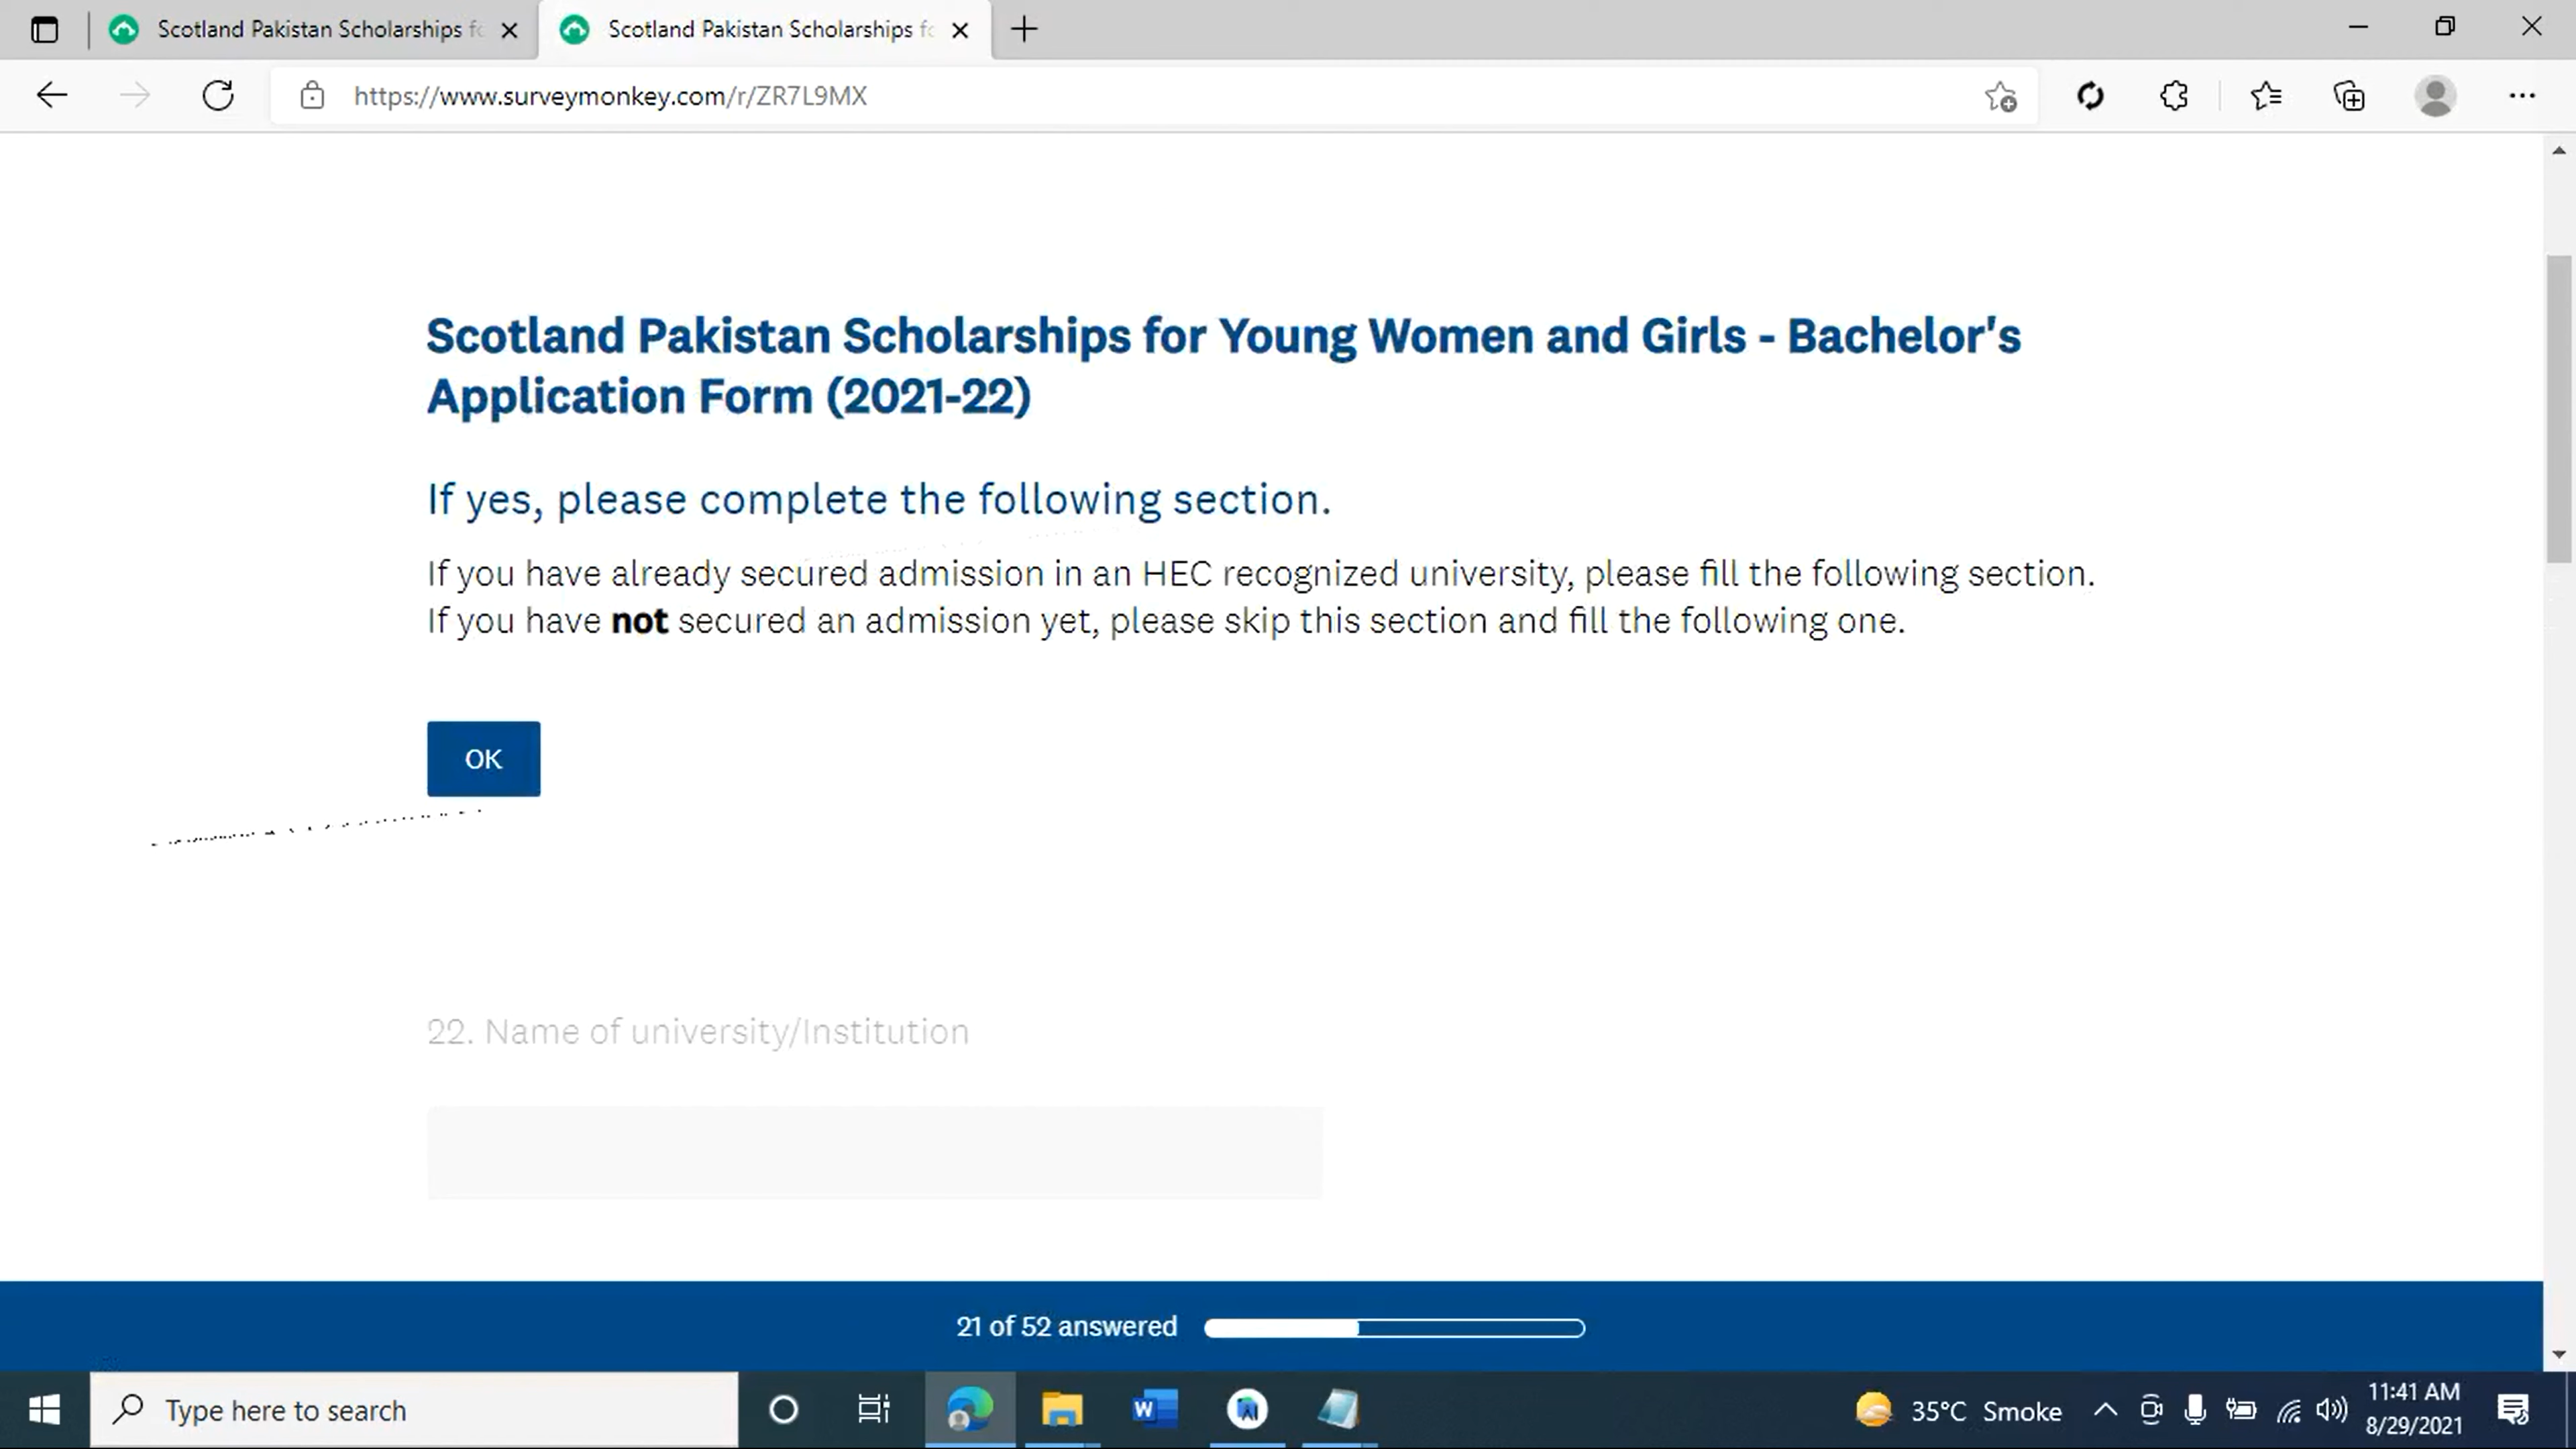 Scotland Pakistan Scholarships fo
Scotland Pakistan Scholarships fo
https://www.surveymonkey.com/r/ZR7L9MX
Scotland Pakistan Scholarships for Young Women and Girls - Bachelor's
Application Form (2021-22)
If yes, please complete the following section.
If you have already secured admission in an HEC recognized university, please fill the following section.
If you have not secured an admission yet, please skip this section and fill the following one.
OK
22. Name of university/Institution
21 of 52 answered
Type here to search
35°C Smoke
11:41 AM
8/29/2021